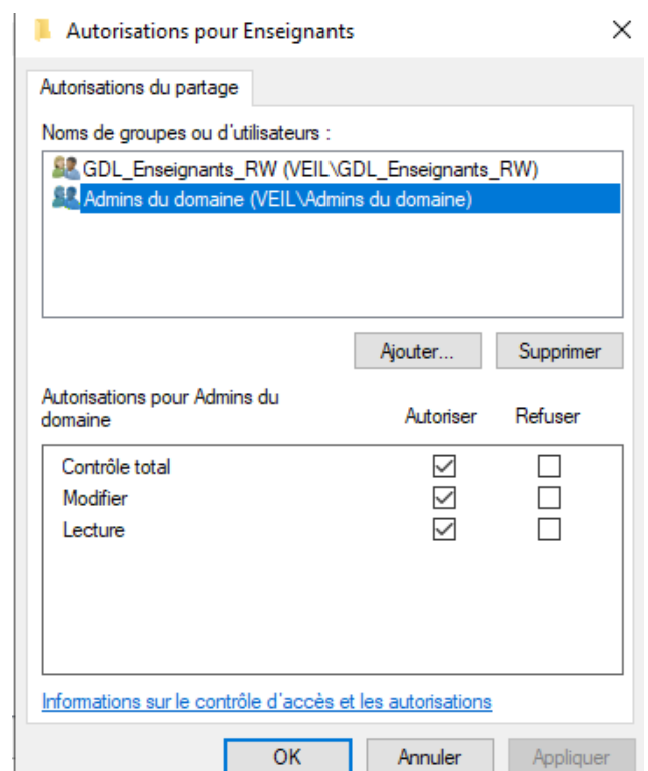 Autorisations pour Enseignants
Autorisations du partage
Noms de groupes ou d'utilisateurs :
GDL_Enseignants_RW (VEIL\GDL_Enseignants_RW)
Admins du domaine (VEIL\Admins du domaine)
Ajouter... Supprimer
Autorisations pour Admins du
domaine Autoriser Refuser
Contrôle total
Modifier
Lecture
Informations sur le contrôle d'accès et les autorisations
OK Annuler Appliquer